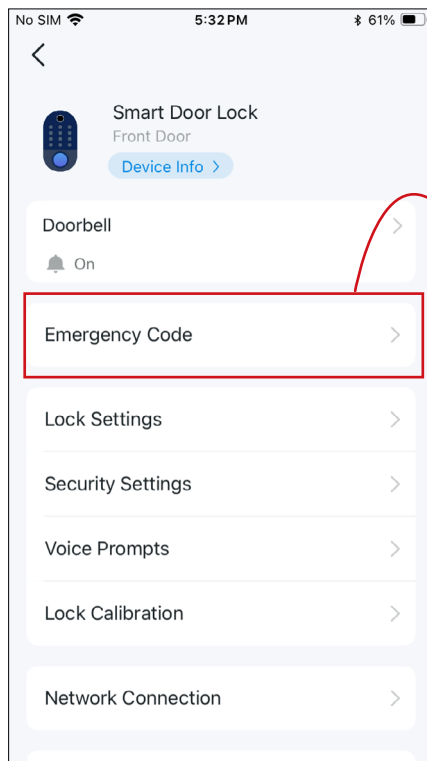 No SIM 5:32 PM 61%
Smart Door Lock
Front Door
Device Info
Doorbell
On
Emergency Code
Lock Settings
Security Settings
Voice Prompts
Lock Calibration
Network Connection